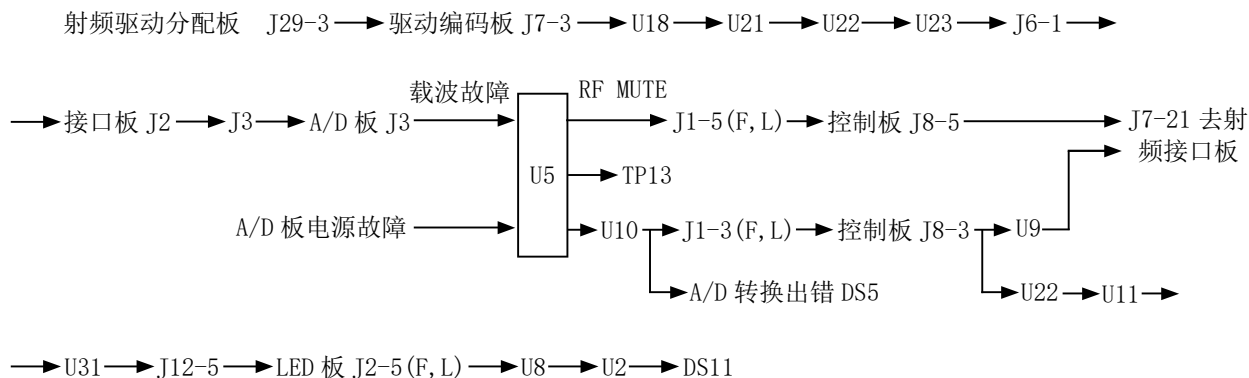 射频驱动分配板 J29-3 驱动编码板 J7-3 U18 U21 U22 U23 J6-1
载波故障 RF MUTE
接口板 J2 J3 A/D 板 J3 J1-5(F,L) 控制板 J8-5 J7-21 去射
频接口板
U5 TP13
A/D 板电源故障 U10 J1-3(F,L) 控制板 J8-3 U9
A/D 转换出错 DS5 U22 U11
U31 J12-5 LED 板 J2-5(F,L) U8 U2 DS11